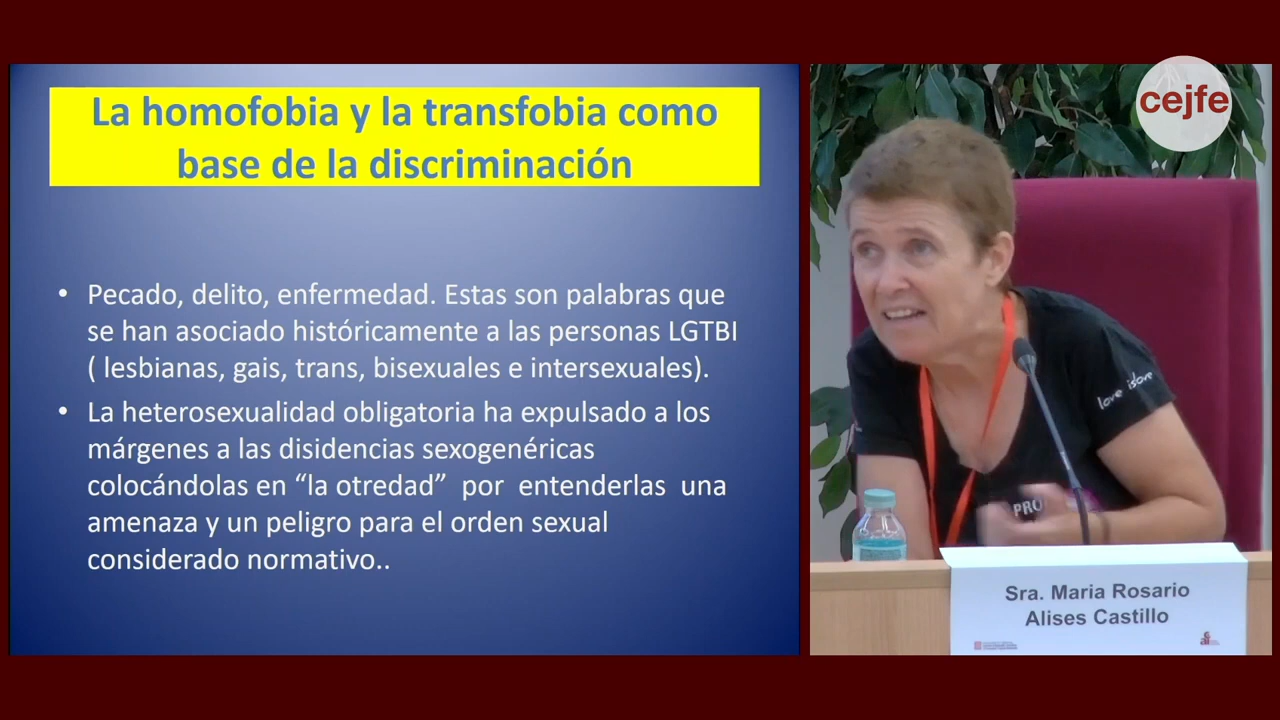 La homofobia y la transfobia como
base de la discriminación
• Pecado, delito, enfermedad. Estas son palabras que
se han asociado históricamente a las personas LGTBI
( lesbianas, gais, trans, bisexuales e intersexuales).
• La heterosexualidad obligatoria ha expulsado a los
márgenes a las disidencias sexogenéricas
colocándolas en “la otredad” por entenderlas una
amenaza y un peligro para el orden sexual
considerado normativo..
cejfe
love is love
PRO
Sra. Maria Rosario
Alises Castillo